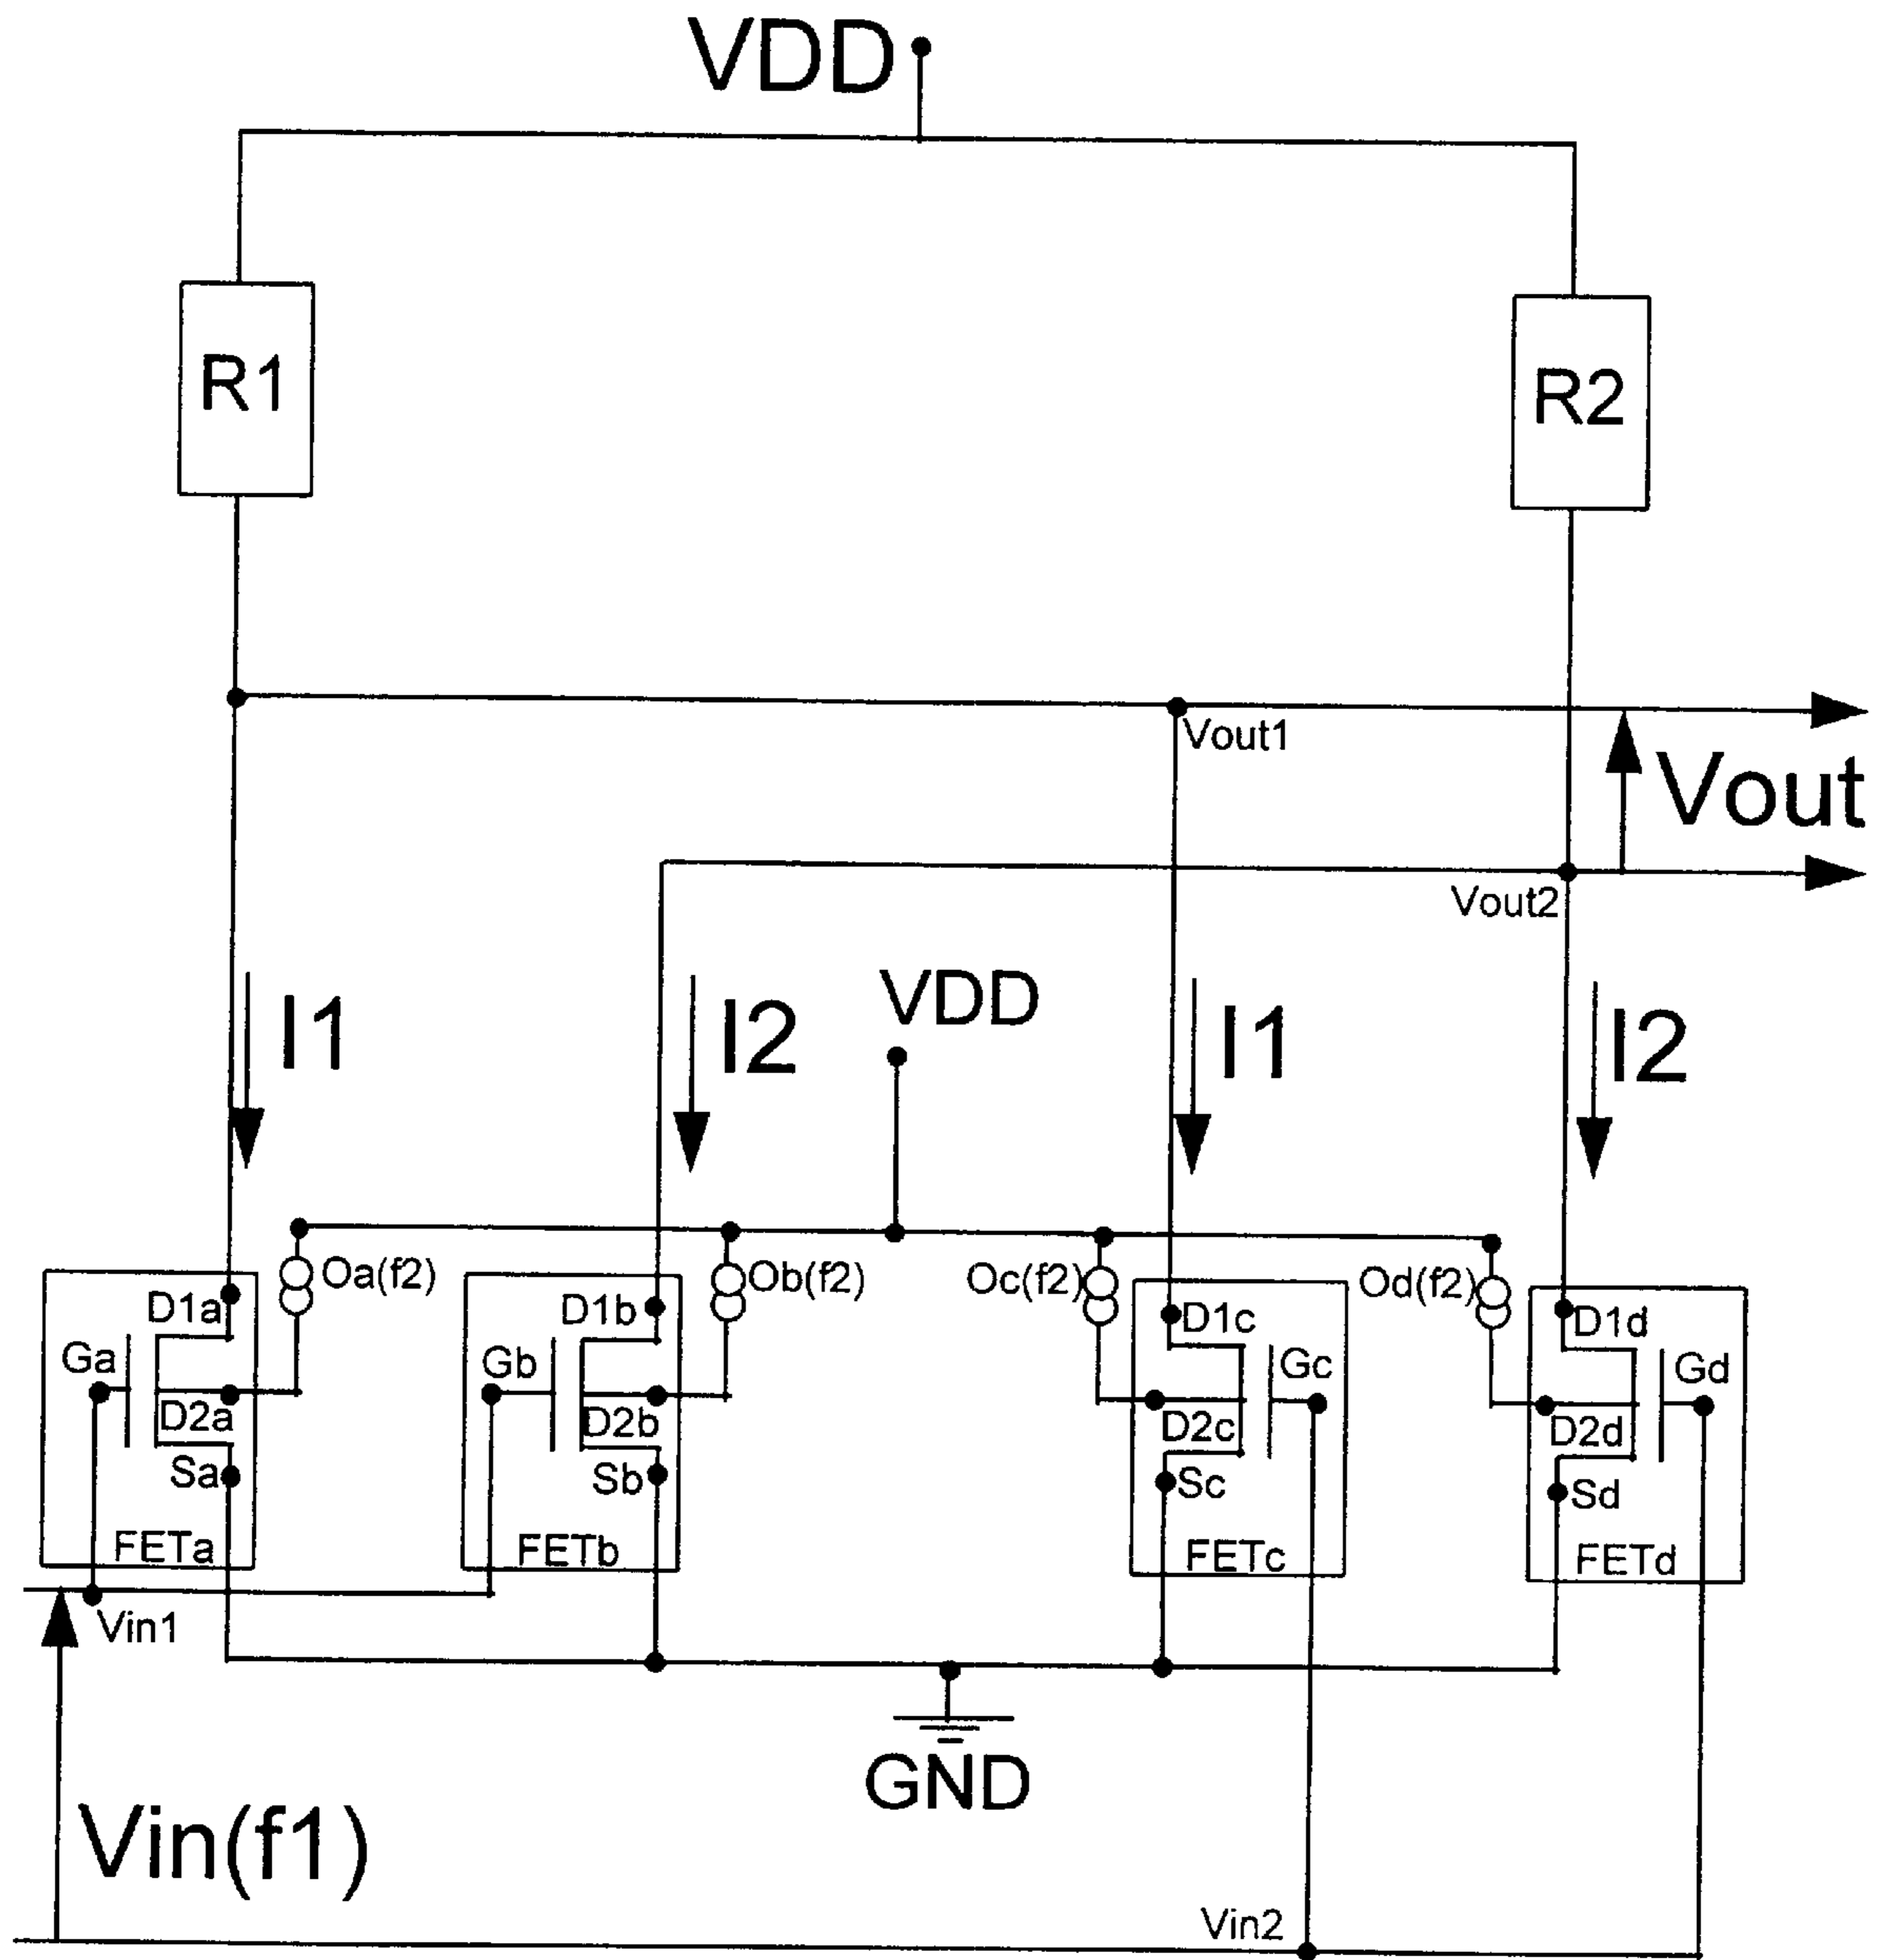 VDD
R1
R2
Vout1
Vout
Vout2
I1
I2
VDD
I1
I2
Oa(f2)
Ob(f2)
Oc(f2)
Od(f2)
D1a
D1b
D1c
D1d
Ga
Gb
Gc
Gd
D2a
D2b
D2c
D2d
Sa
Sb
Sc
Sd
FETa
FETb
FETc
FETd
Vin1
GND
Vin(f1)
Vin2